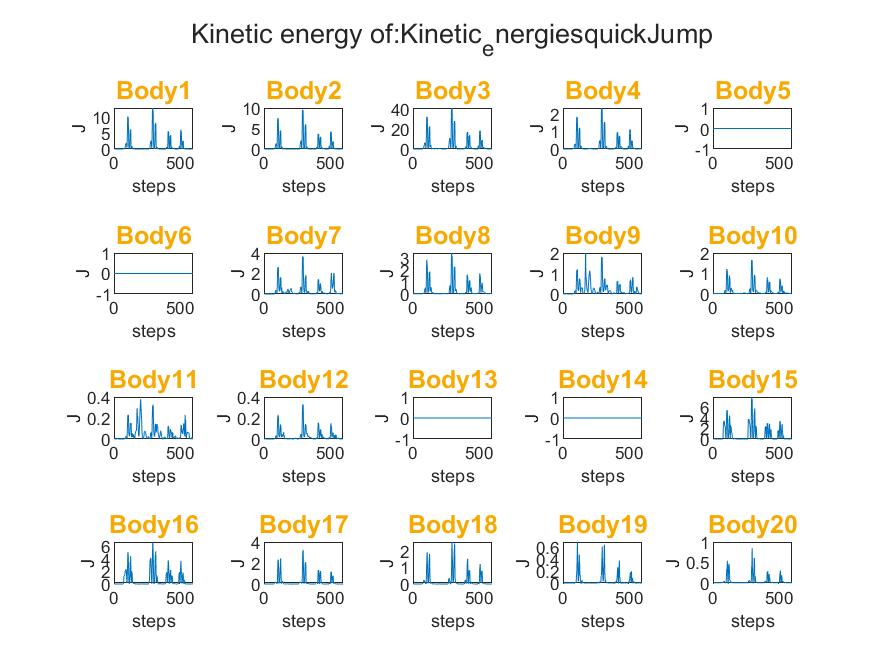 Kinetic energy of:Kinetic_energiesquickJump
Body1 Body2 Body3 Body4 Body5
10 5 0 J 0 500 steps
10 5 0 J 0 500 steps
40 20 0 J 0 500 steps
2 1 0 J 0 500 steps
1 0 -1 J 0 500 steps
Body6 Body7 Body8 Body9 Body10
1 0 -1 J 0 500 steps
4 2 0 J 0 500 steps
3 2 1 0 J 0 500 steps
2 1 0 J 0 500 steps
2 1 0 J 0 500 steps
Body11 Body12 Body13 Body14 Body15
0.4 0.2 0 J 0 500 steps
0.4 0.2 0 J 0 500 steps
1 0 -1 J 0 500 steps
1 0 -1 J 0 500 steps
6 4 2 0 J 0 500 steps
Body16 Body17 Body18 Body19 Body20
6 4 2 0 J 0 500 steps
4 2 0 J 0 500 steps
2 1 0 J 0 500 steps
0.6 0.4 0.2 0 J 0 500 steps
1 0.5 0 J 0 500 steps